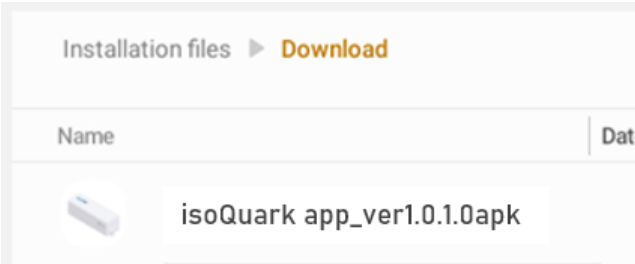 Installation files ▶ Download
Name Dat
isoQuark app_ver1.0.1.0apk